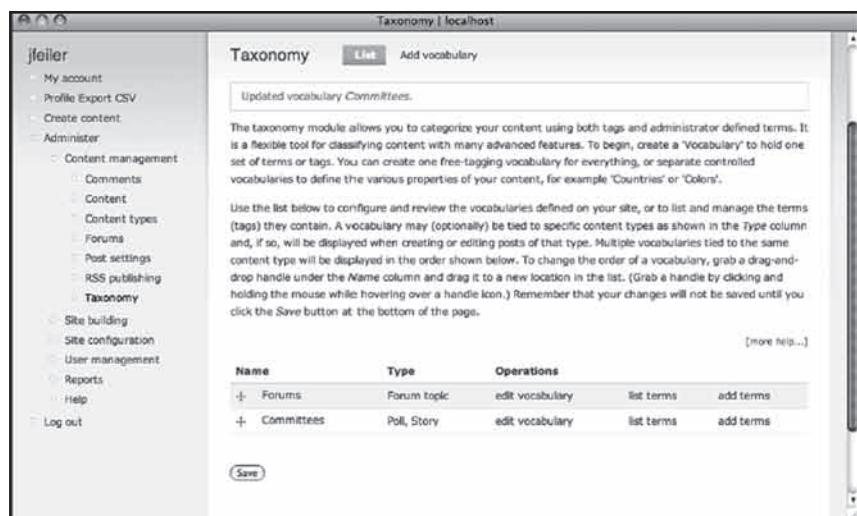 Taxonomy | localhost
jfeiler
My account
Profile Export CSV
Create content
Administer
Content management
Comments
Content
Content types
Forums
Post settings
RSS publishing
Taxonomy
Site building
Site configuration
User management
Reports
Help
Log out
Taxonomy List Add vocabulary
Updated vocabulary Committees.
The taxonomy module allows you to categorize your content using both tags and administrator defined terms. It
is a flexible tool for classifying content with many advanced features. To begin, create a 'Vocabulary' to hold one
set of terms or tags. You can create one free-tagging vocabulary for everything, or separate controlled
vocabularies to define the various properties of your content, for example 'Countries' or 'Colors'.
Use the list below to configure and review the vocabularies defined on your site, or to list and manage the terms
(tags) they contain. A vocabulary may (optionally) be tied to specific content types as shown in the Type column
and, if so, will be displayed when creating or editing posts of that type. Multiple vocabularies tied to the same
content type will be displayed in the order shown below. To change the order of a vocabulary, grab a drag-and-
drop handle under the Name column and drag it to a new location in the list. (Grab a handle by clicking and
holding the mouse while hovering over a handle icon.) Remember that your changes will not be saved until you
click the Save button at the bottom of the page.
[more help...]
Name Type Operations
Forums Forum topic edit vocabulary list terms add terms
Committees Poll, Story edit vocabulary list terms add terms
Save